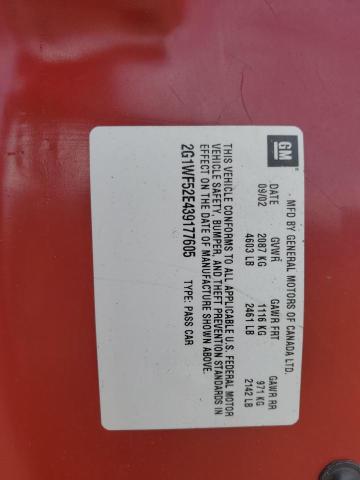 GM
MFD BY GENERAL MOTORS OF CANADA LTD.
DATE GVWR GAWR FRT GAWR RR
09/02 2087 KG 1116 KG 971 KG
4603 LB 2461 LB 2142 LB
THIS VEHICLE CONFORMS TO ALL APPLICABLE U.S. FEDERAL MOTOR
VEHICLE SAFETY, BUMPER, AND THEFT PREVENTION STANDARDS IN
EFFECT ON THE DATE OF MANUFACTURE SHOWN ABOVE.
2G1WF52E439177605 TYPE: PASS CAR